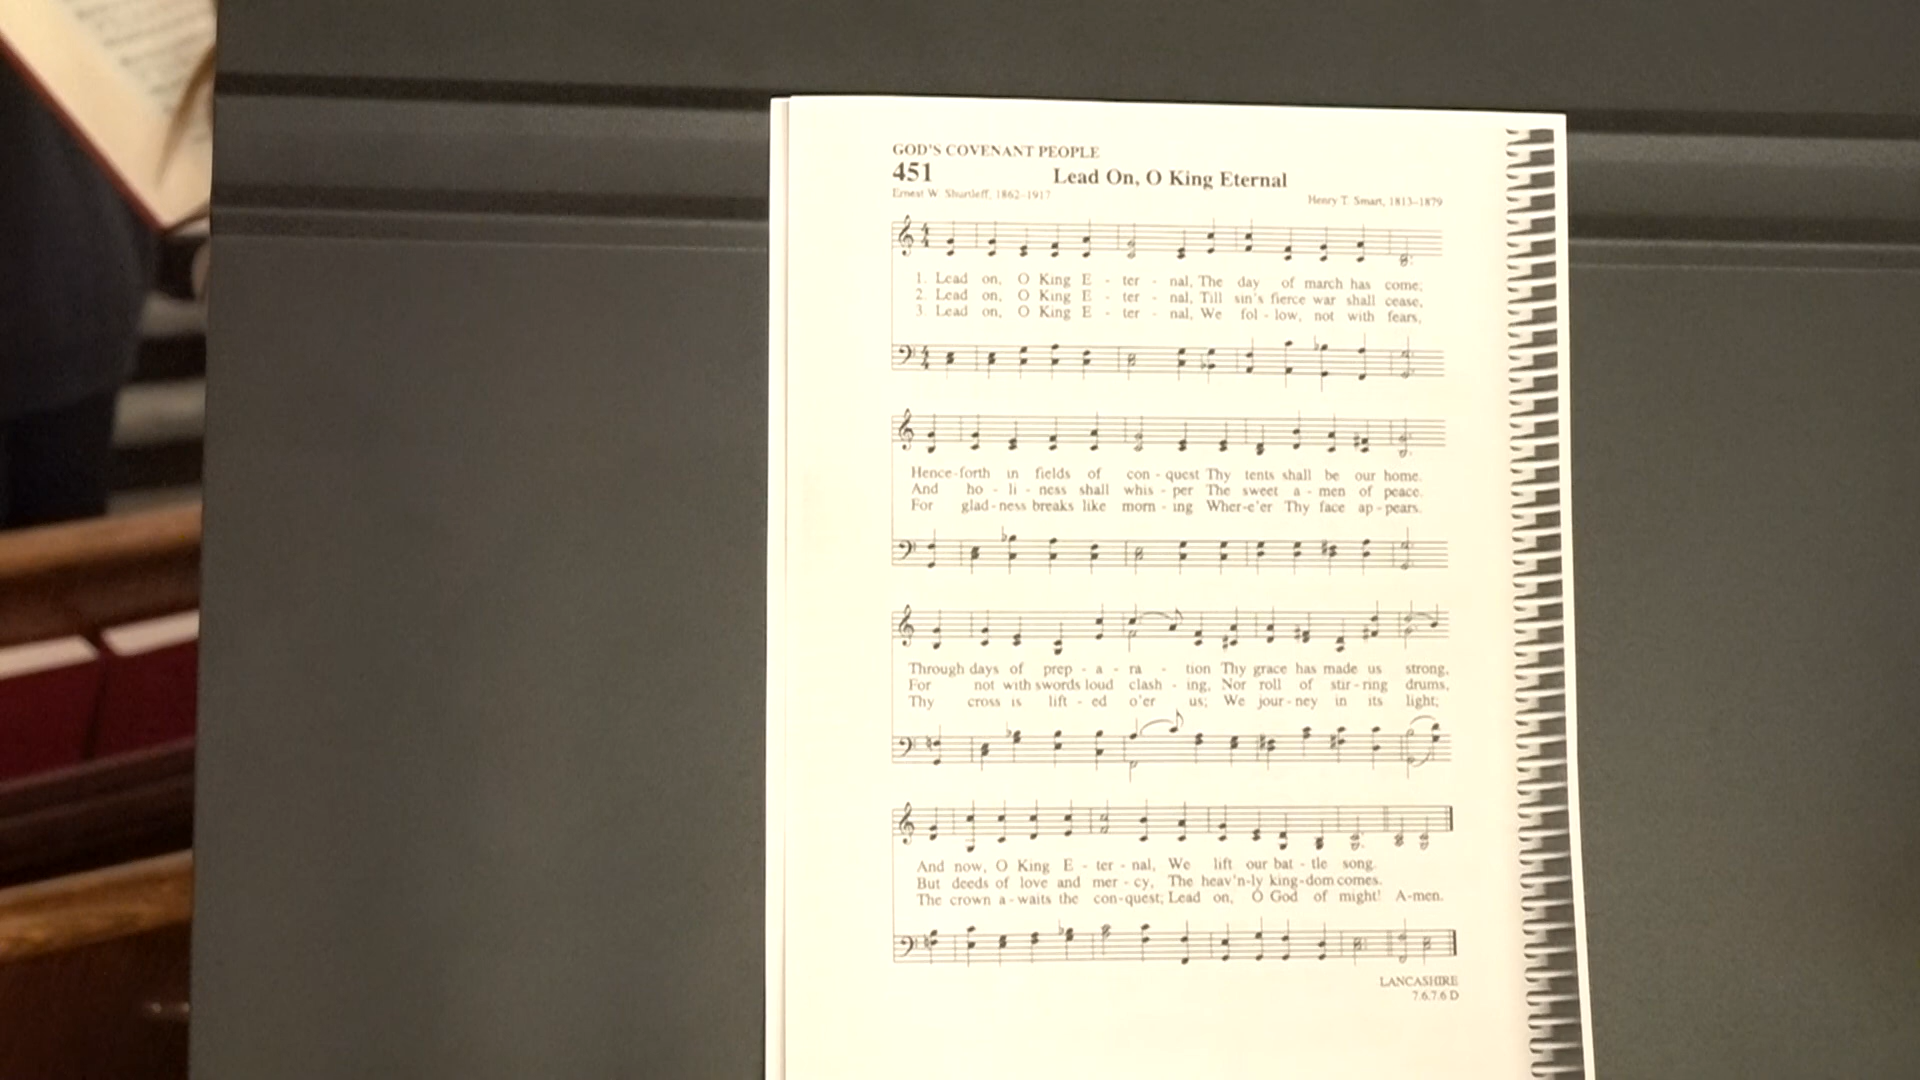 GOD'S COVENANT PEOPLE
451 Lead On, O King Eternal
Ernest W. Shurtleff, 1862–1917 Henry T. Smart, 1813–1879
1. Lead on, O King E - ter - nal, The day of march has come;
2. Lead on, O King E - ter - nal, Till sin's fierce war shall cease,
3. Lead on, O King E - ter - nal, We fol - low, not with fears,
Hence-forth in fields of con - quest Thy tents shall be our home.
And ho - li - ness shall whis - per The sweet a - men of peace.
For glad - ness breaks like morn - ing Wher-e'er Thy face ap - pears.
Through days of prep - a - ra - tion Thy grace has made us strong,
For not with swords loud clash - ing, Nor roll of stir - ring drums,
Thy cross is lift - ed o'er us; We jour - ney in its light;
And now, O King E - ter - nal, We lift our bat - tle song.
But deeds of love and mer - cy, The heav'n-ly king-dom comes.
The crown a - waits the con-quest; Lead on, O God of might! A-men.
LANCASHIRE
7.6.7.6 D